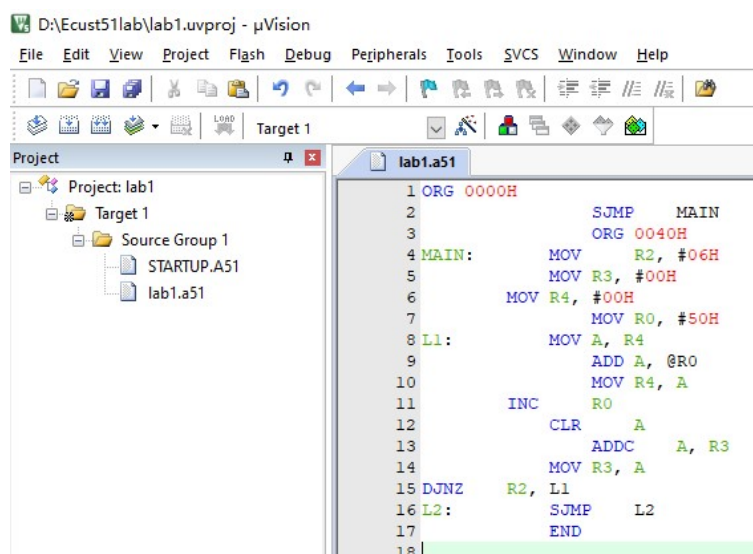 D:\Ecust51lab\lab1.uvproj - µVision
File Edit View Project Flash Debug Peripherals Tools SVCS Window Help
LOAD
Target 1
Project
Project: lab1
Target 1
Source Group 1
STARTUP.A51
lab1.a51
lab1.a51
1 ORG 0000H
2 SJMP MAIN
3 ORG 0040H
4 MAIN: MOV R2, #06H
5 MOV R3, #00H
6 MOV R4, #00H
7 MOV R0, #50H
8 L1: MOV A, R4
9 ADD A, @R0
10 MOV R4, A
11 INC R0
12 CLR A
13 ADDC A, R3
14 MOV R3, A
15 DJNZ R2, L1
16 L2: SJMP L2
17 END
18